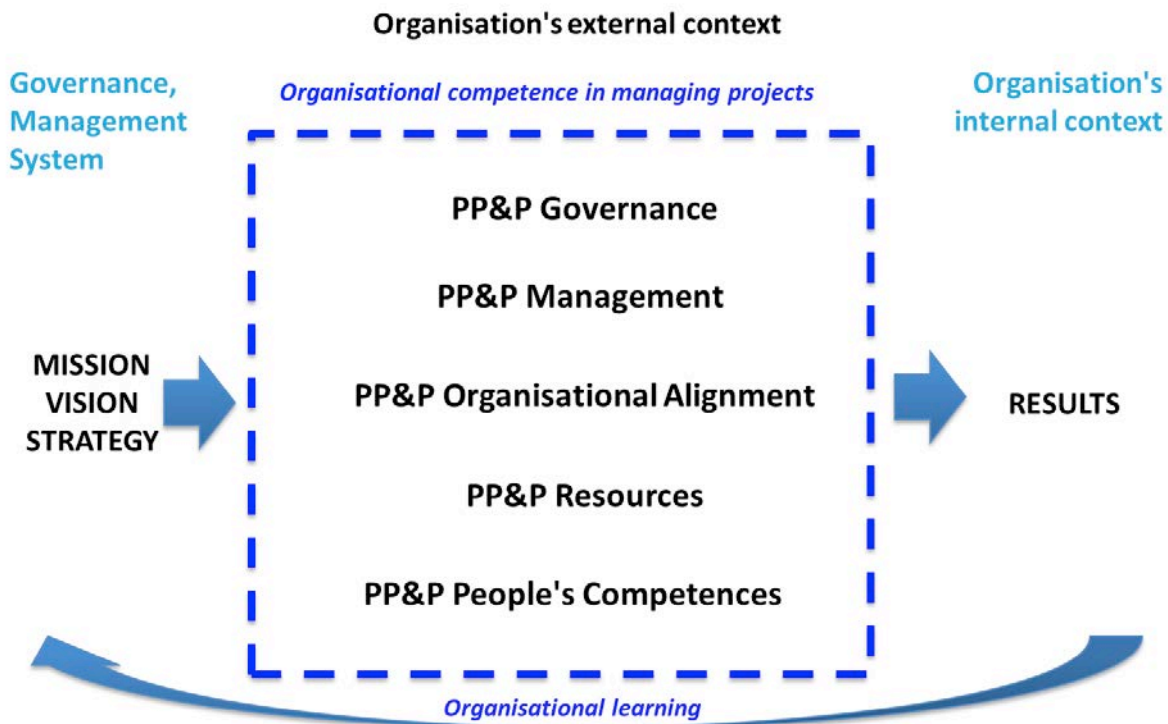 Organisation's external context
Governance,
Management
System
Organisational competence in managing projects
Organisation's
internal context
PP&P Governance
PP&P Management
MISSION
VISION
STRATEGY
PP&P Organisational Alignment
RESULTS
PP&P Resources
PP&P People's Competences
Organisational learning